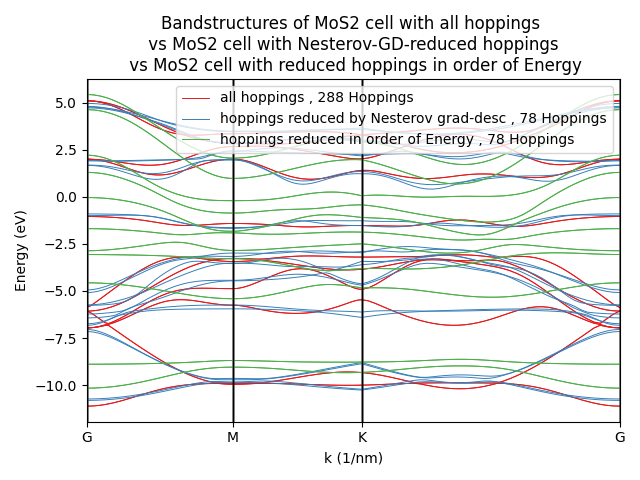 Bandstructures of MoS2 cell with all hoppings
vs MoS2 cell with Nesterov-GD-reduced hoppings
vs MoS2 cell with reduced hoppings in order of Energy
all hoppings , 288 Hoppings
hoppings reduced by Nesterov grad-desc , 78 Hoppings
hoppings reduced in order of Energy , 78 Hoppings
Energy (eV)
5.0
2.5
0.0
−2.5
−5.0
−7.5
−10.0
G M K G
k (1/nm)